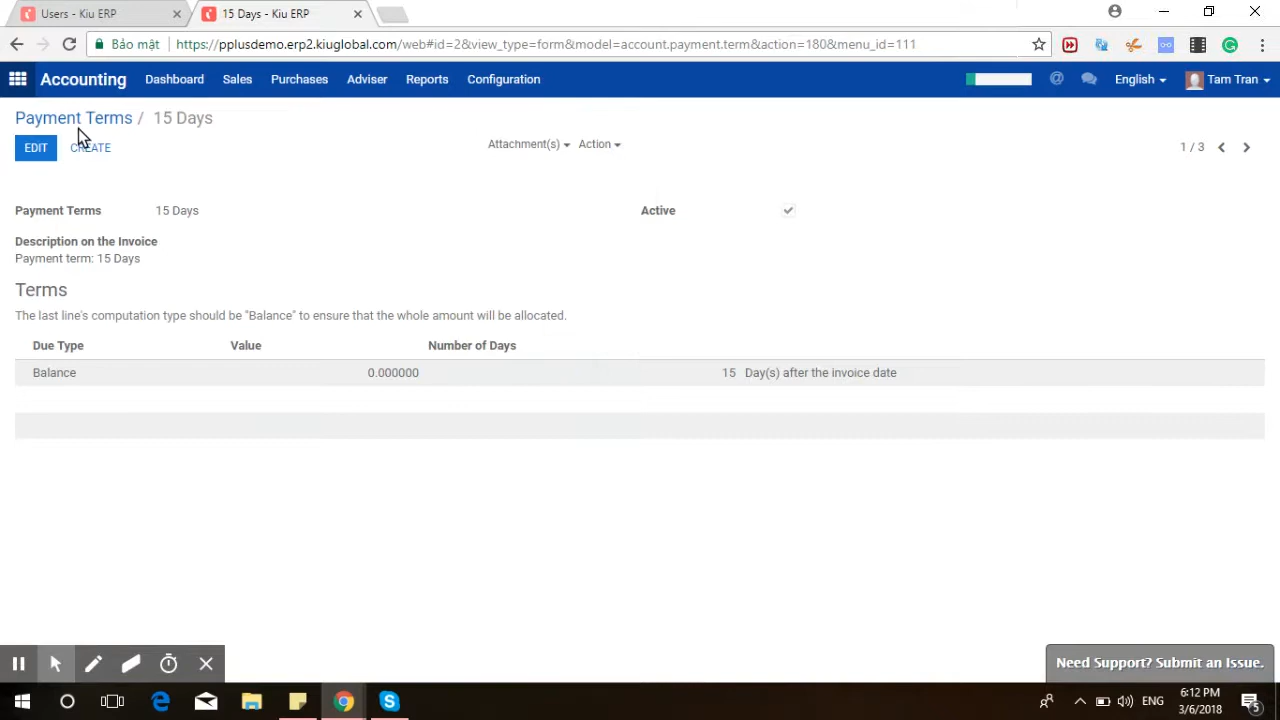 Users - Kiu ERP
15 Days - Kiu ERP
Bảo mật
https://pplusdemo.erp2.kiuglobal.com/web#id=2&view_type=form&model=account.payment.term&action=180&menu_id=111
Accounting
Dashboard
Sales
Purchases
Adviser
Reports
Configuration
English
Tam Tran
Payment Terms / 15 Days
EDIT
CREATE
Attachment(s)
Action
1 / 3
Payment Terms
15 Days
Active
Description on the Invoice
Payment term: 15 Days
Terms
The last line's computation type should be "Balance" to ensure that the whole amount will be allocated.
Due Type
Value
Number of Days
Balance
0.000000
15
Day(s) after the invoice date
Need Support? Submit an Issue.
ENG
6:12 PM
3/6/2018
5